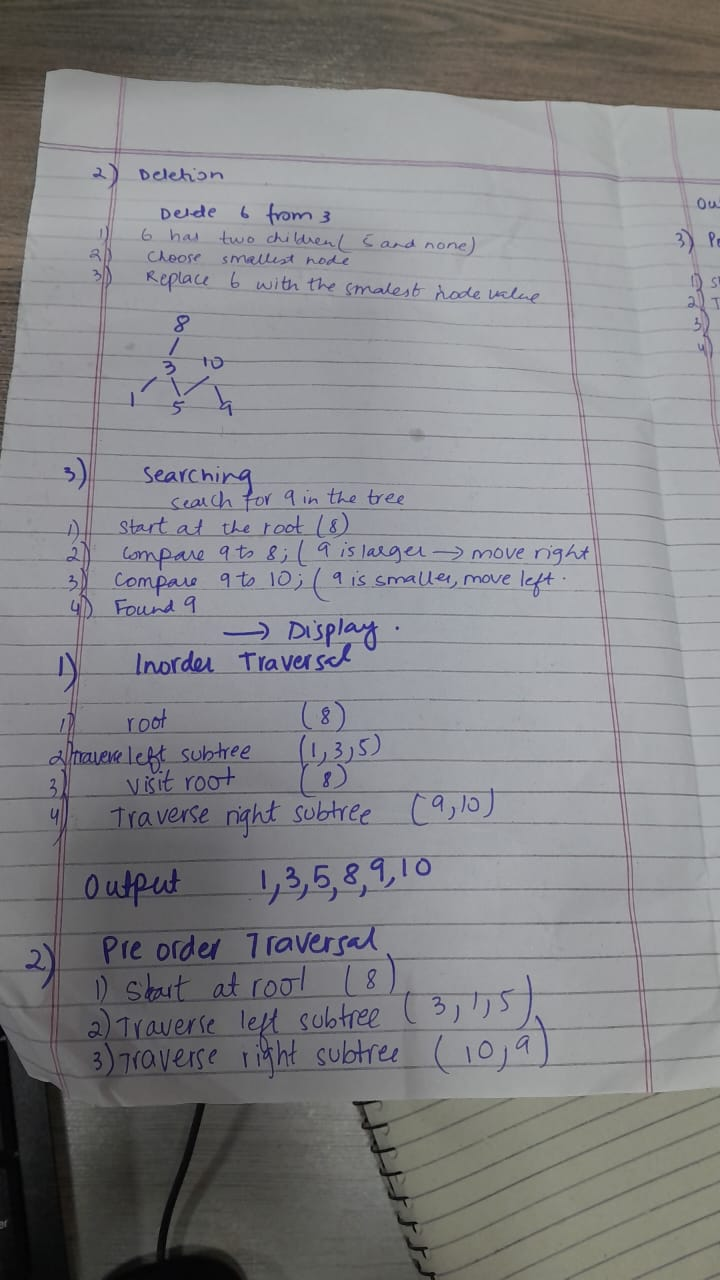 2) Deletion
Delde 6 from 3
1) 6 has two children ( 5 and none)
2) Choose smallest node
3) Replace 6 with the smalest node value
8
3 10
1 5 9
3) Searching
search for 9 in the tree
1) Start at the root (8)
2) Compare 9 to 8; ( 9 is larger → move right
3) Compare 9 to 10; ( 9 is smaller, move left.
4) Found 9
→ Display.
1) Inorder Traversal
1) root (8)
2) traverse left subtree (1,3,5)
3) visit root (8)
4) Traverse right subtree (9,10)
Output 1,3,5,8,9,10
2) Pre order Traversal
1) Start at root (8)
2) Traverse left subtree (3,1,5)
3) Traverse right subtree (10,9)
Ou
3) P
1) S
2) T
3)
4)